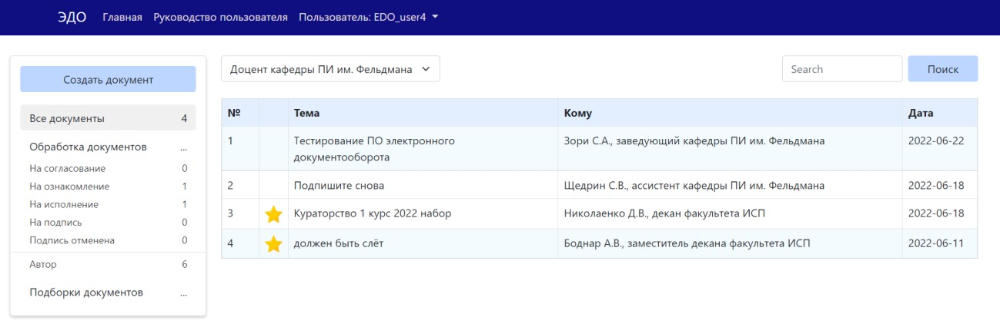 ЭДО Главная Руководство пользователя Пользователь: EDO_user4
Создать документ
Все документы 4
Обработка документов ...
На согласование 0
На ознакомление 1
На исполнение 1
На подпись 0
Подпись отменена 0
Автор 6
Подборки документов ...
Доцент кафедры ПИ им. Фельдмана
Search Поиск
№ Тема Кому Дата
1 Тестирование ПО электронного Зори С.А., заведующий кафедры ПИ им. Фельдмана 2022-06-22
документооборота
2 Подпишите снова Щедрин С.В., ассистент кафедры ПИ им. Фельдмана 2022-06-18
3 Кураторство 1 курс 2022 набор Николаенко Д.В., декан факультета ИСП 2022-06-18
4 должен быть слёт Боднар А.В., заместитель декана факультета ИСП 2022-06-11